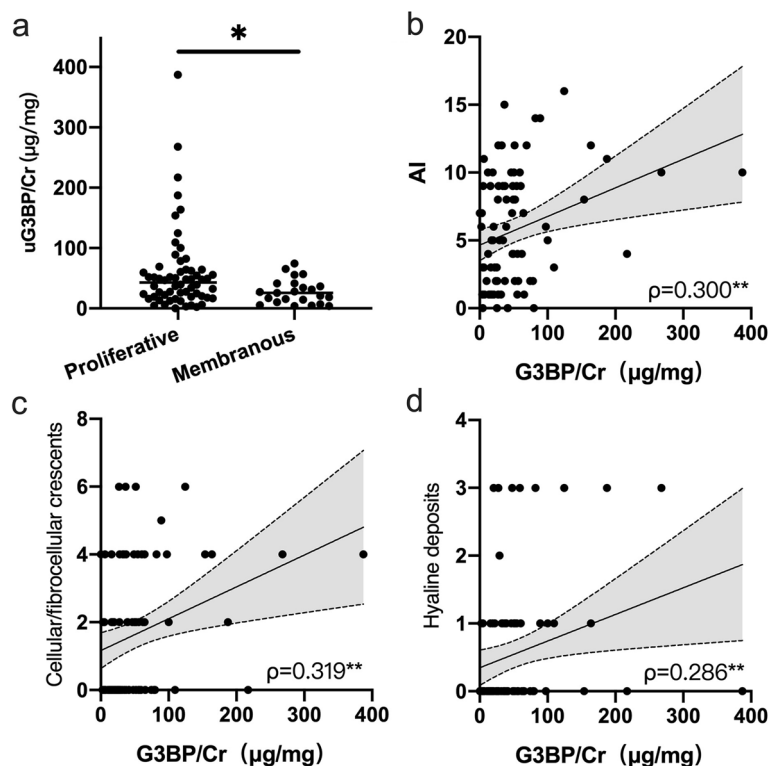 a
*
uG3BP/Cr (μg/mg)
400
300
200
100
0
Proliferative
Membranous
b
AI
20
15
10
5
0
ρ=0.300**
0
100
200
300
400
G3BP/Cr (μg/mg)
c
Cellular/fibrocellular crescents
8
6
4
2
0
ρ=0.319**
0
100
200
300
400
G3BP/Cr (μg/mg)
d
Hyaline deposits
4
3
2
1
0
ρ=0.286**
0
100
200
300
400
G3BP/Cr (μg/mg)